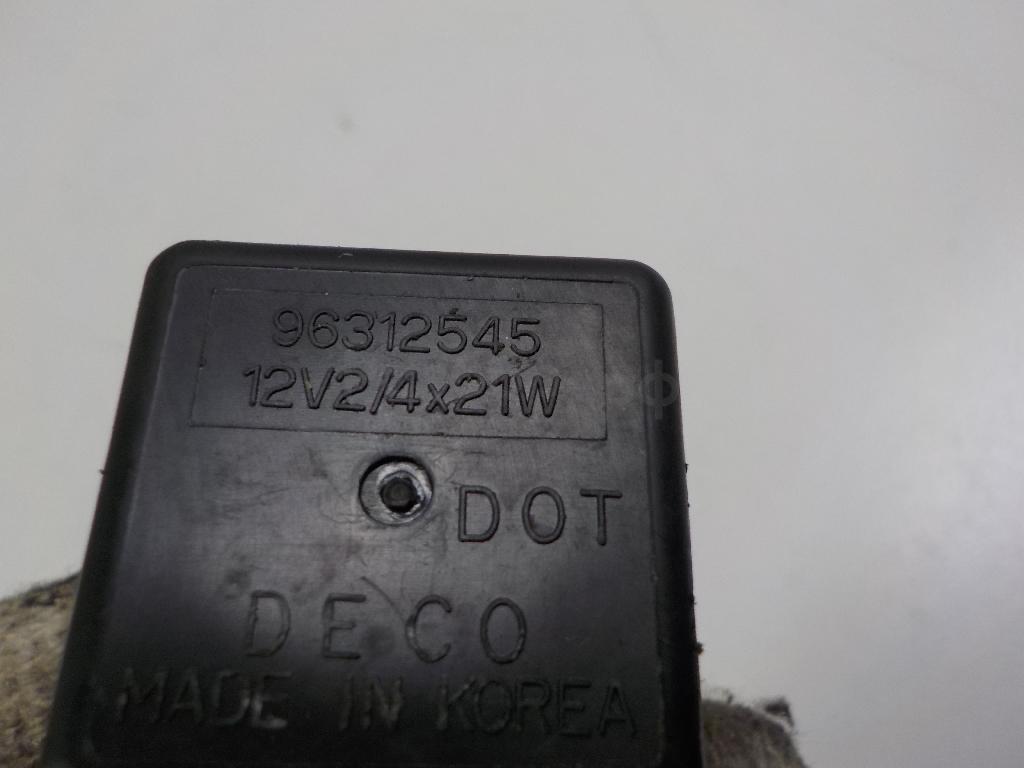 96312545
12V2/4x21W
DOT
DECO
MADE IN KOREA